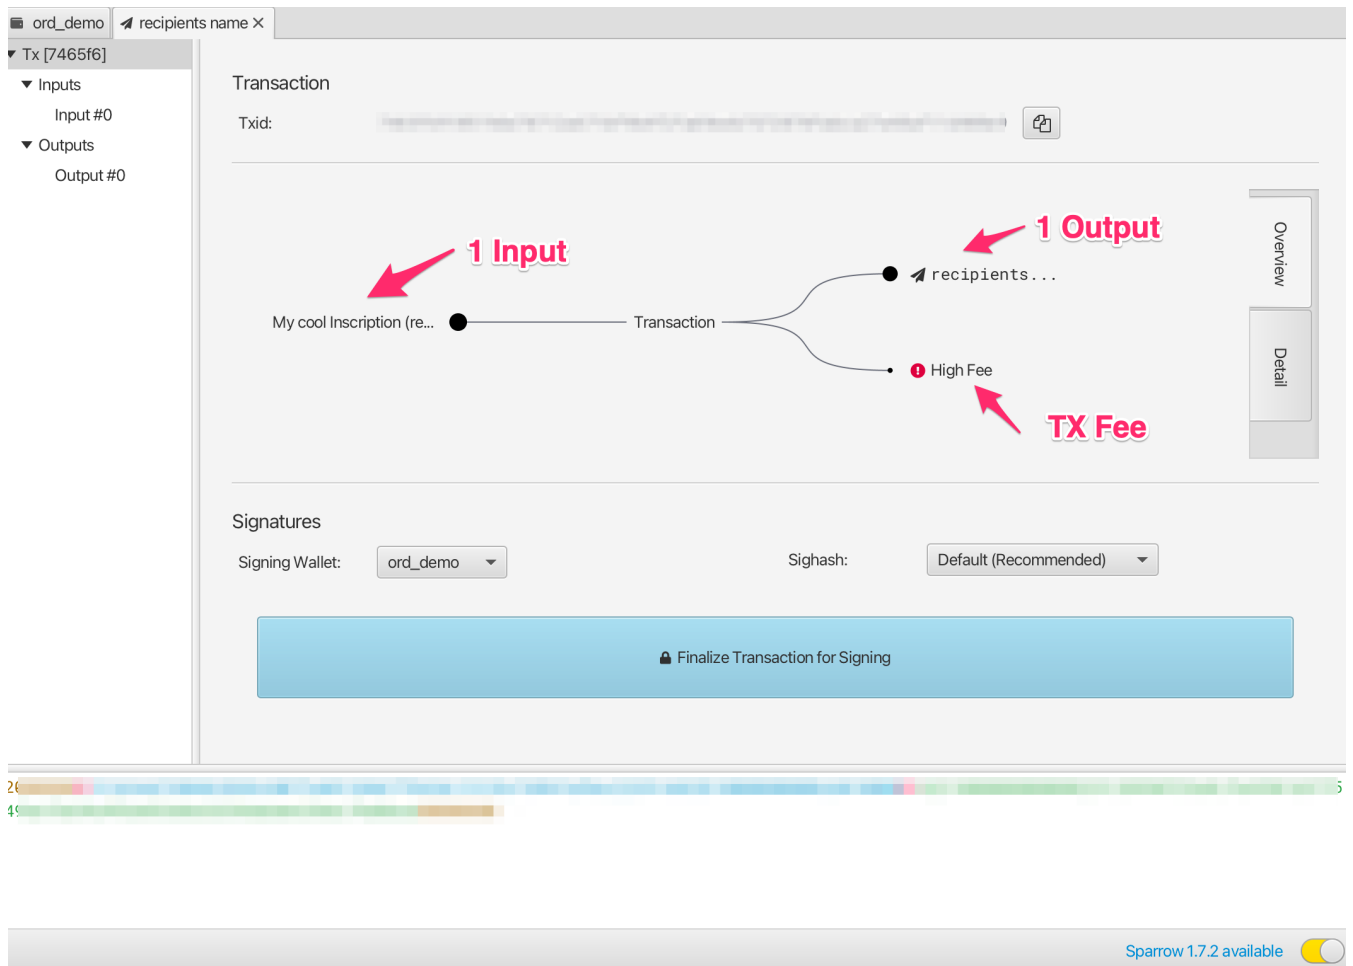 ord_demo
recipients name
Tx [7465f6]
Inputs
Input #0
Outputs
Output #0
Transaction
Txid:
1 Input
1 Output
My cool Inscription (re...
Transaction
recipients...
High Fee
TX Fee
Overview
Detail
Signatures
Signing Wallet:
ord_demo
Sighash:
Default (Recommended)
Finalize Transaction for Signing
Sparrow 1.7.2 available